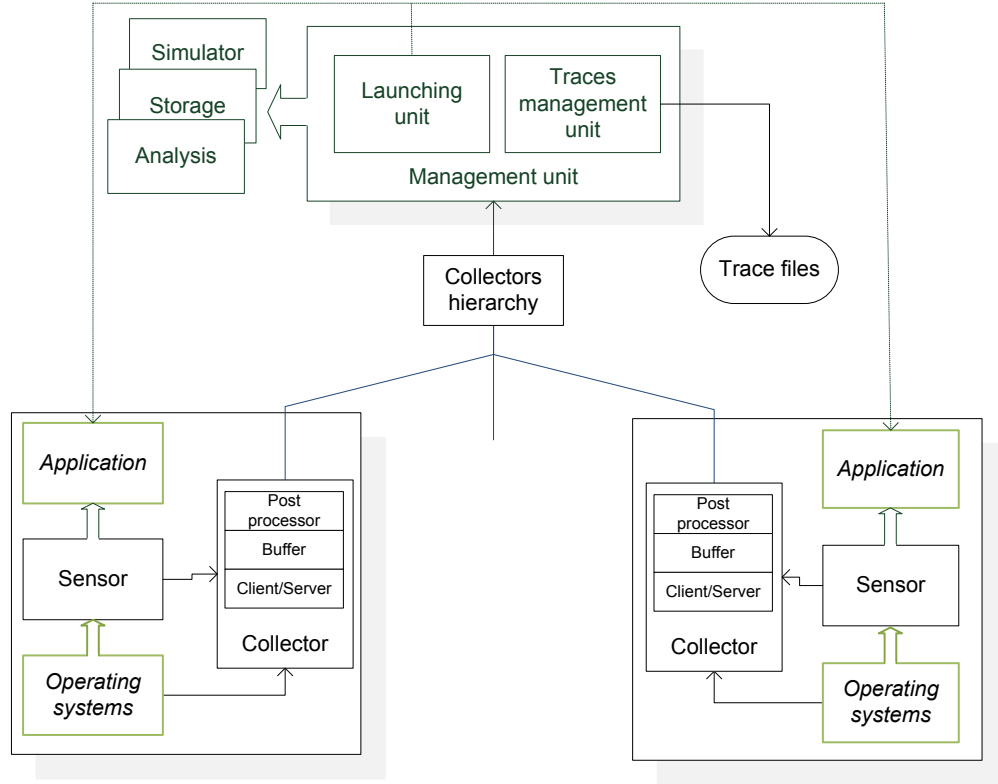 Simulator
Storage
Analysis
Launching
unit
Traces
management
unit
Management unit
Collectors
hierarchy
Trace files
Application
Sensor
Operating
systems
Post
processor
Buffer
Client/Server
Collector
Post
processor
Buffer
Client/Server
Collector
Application
Sensor
Operating
systems